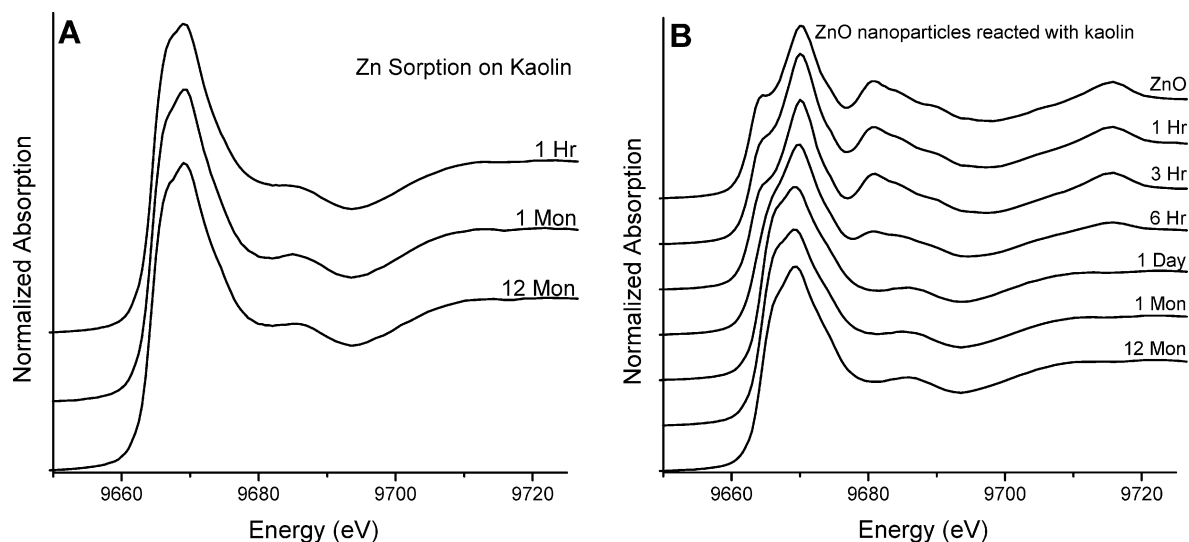 A
Zn Sorption on Kaolin
1 Hr
1 Mon
12 Mon
Normalized Absorption
9660
9680
9700
9720
Energy (eV)
B
ZnO nanoparticles reacted with kaolin
ZnO
1 Hr
3 Hr
6 Hr
1 Day
1 Mon
12 Mon
Normalized Absorption
9660
9680
9700
9720
Energy (eV)